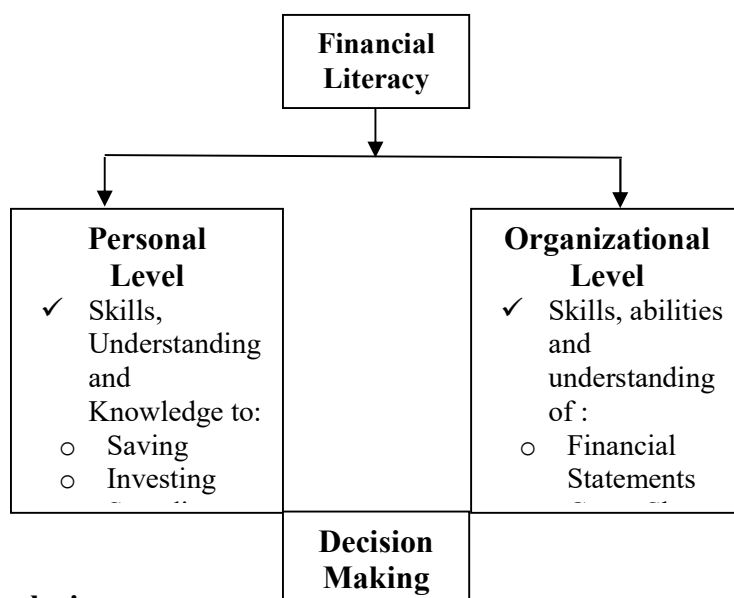 Financial
Literacy
Personal
Level
✓ Skills,
Understanding
and
Knowledge to:
o Saving
o Investing
Organizational
Level
✓ Skills, abilities
and
understanding
of :
o Financial
Statements
Decision
Making